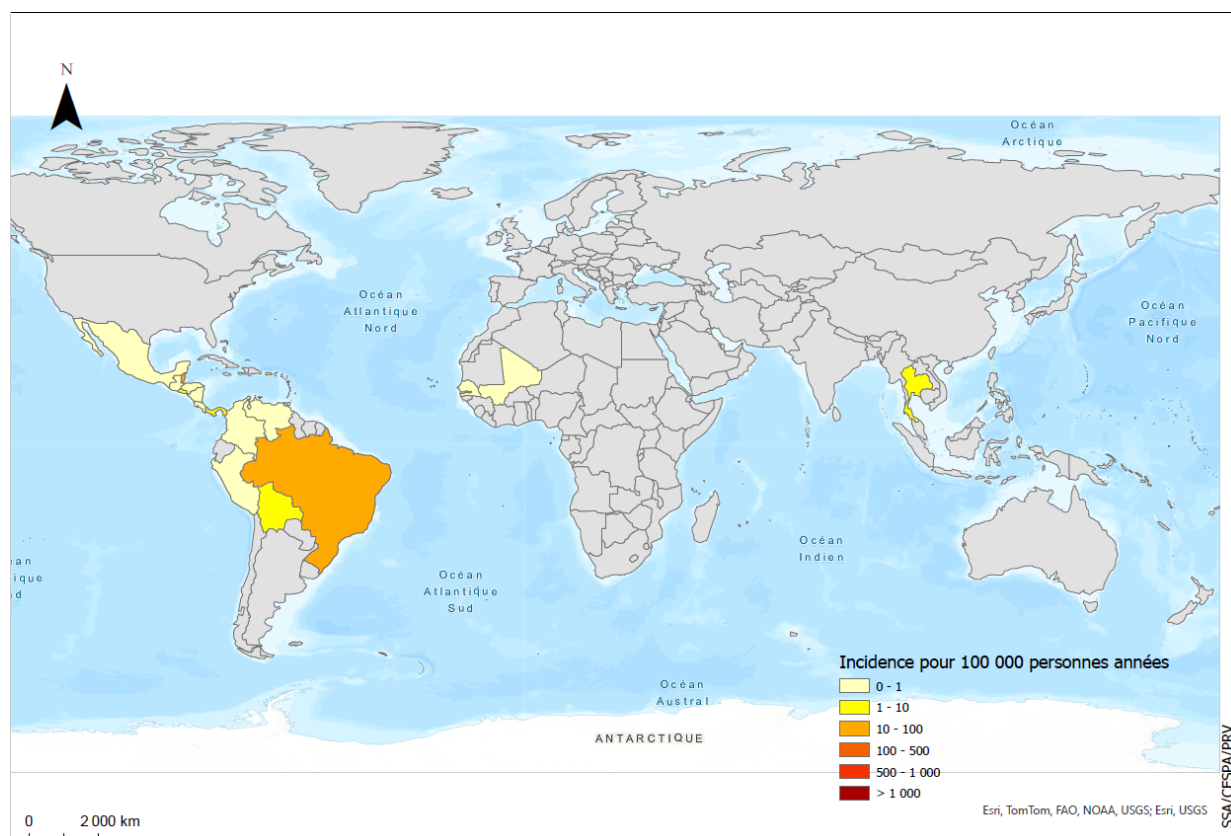 N
Océan
Arctique
Océan
Atlantique
Nord
Océan
Pacifique
Nord
Océan
Indien
Océan
Atlantique
Sud
Océan
Austral
ANTARCTIQUE
Incidence pour 100 000 personnes années
0 - 1
1 - 10
10 - 100
100 - 500
500 - 1 000
> 1 000
Esri, TomTom, FAO, NOAA, USGS; Esri, USGS
SSA/CESPA/PRV
0 2 000 km